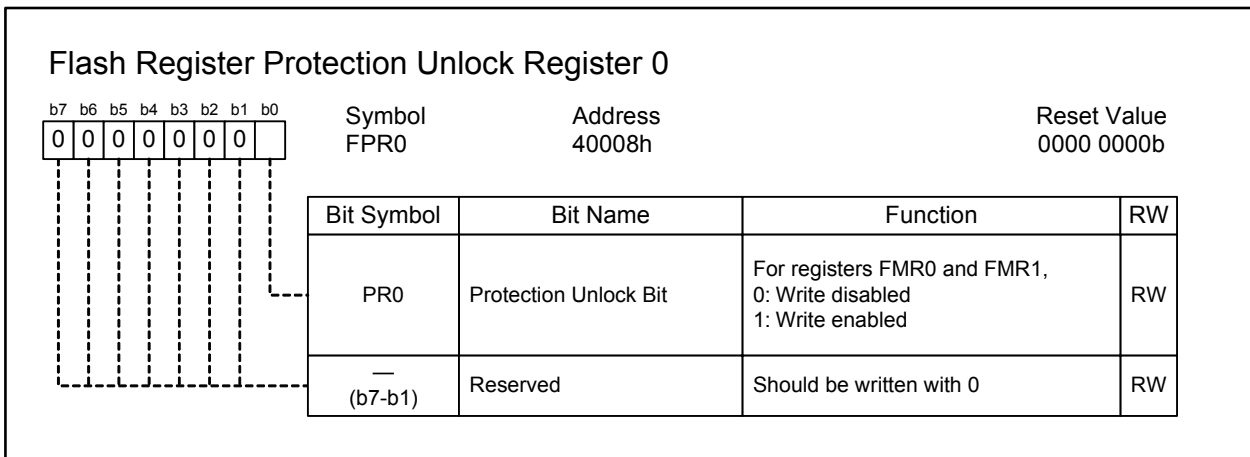 Flash Register Protection Unlock Register 0
b7 b6 b5 b4 b3 b2 b1 b0
0 0 0 0 0 0 0
Symbol Address Reset Value
FPR0 40008h 0000 0000b
Bit Symbol Bit Name Function RW
PR0 Protection Unlock Bit For registers FMR0 and FMR1,
0: Write disabled
1: Write enabled RW
—
(b7-b1) Reserved Should be written with 0 RW